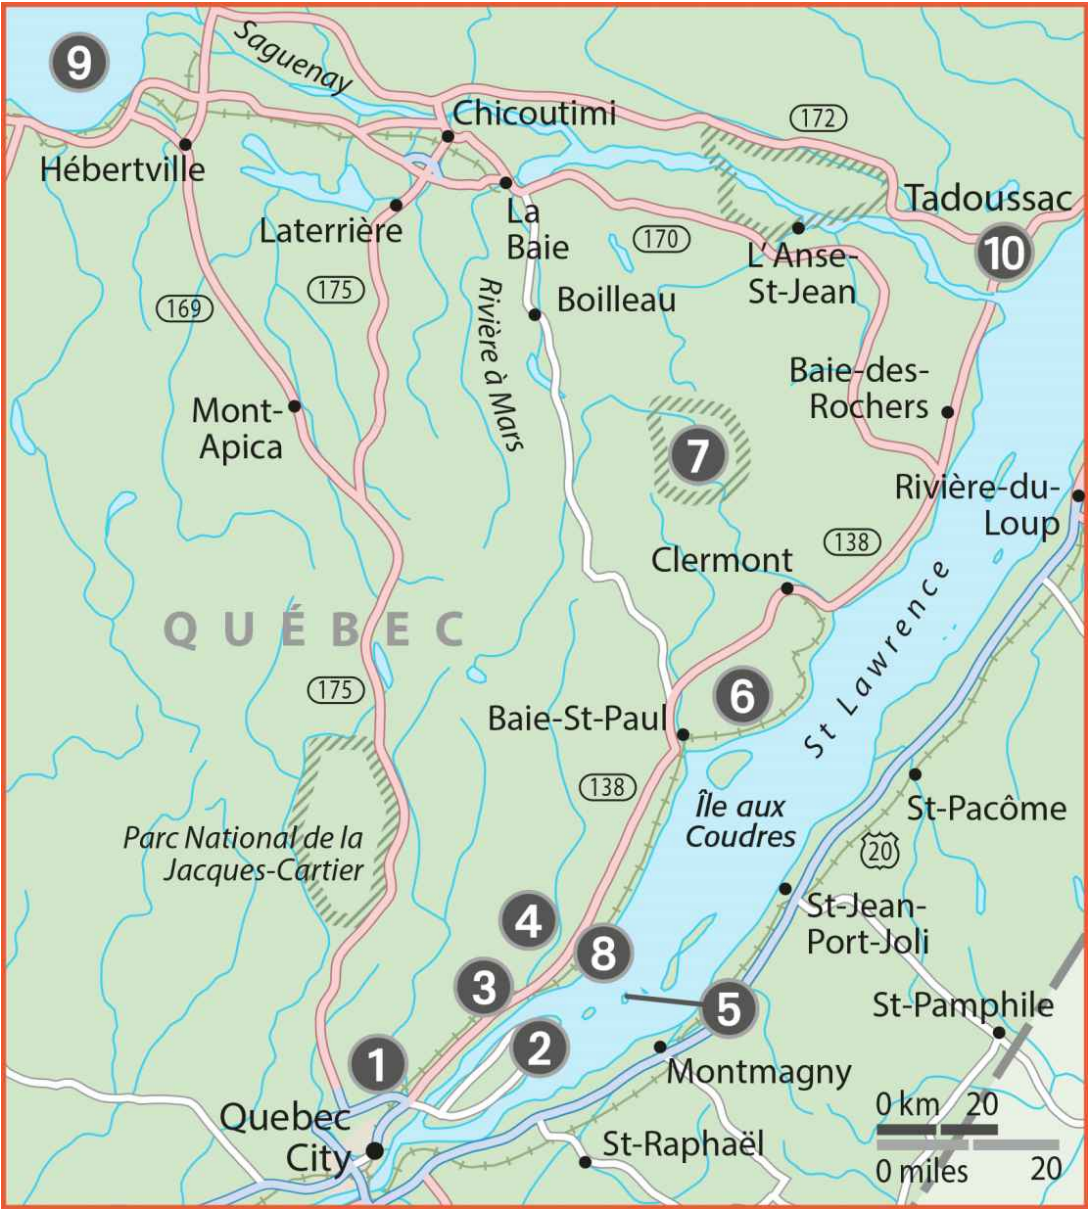 9
Saguenay
Chicoutimi
172
Hébertville
Tadoussac
La
Baie
Laterrière
170
L'Anse-
St-Jean
10
175
169
Rivière à Mars
Boilleau
Baie-des-
Rochers
Mont-
Apica
7
Rivière-du-
Loup
138
Clermont
QUÉBEC
St Lawrence
175
6
Baie-St-Paul
138
Île aux
Coudres
St-Pacôme
20
Parc National de la
Jacques-Cartier
4
8
St-Jean-
Port-Joli
3
5
St-Pamphile
2
1
Montmagny
Quebec
City
St-Raphaël
0 km 20
0 miles 20